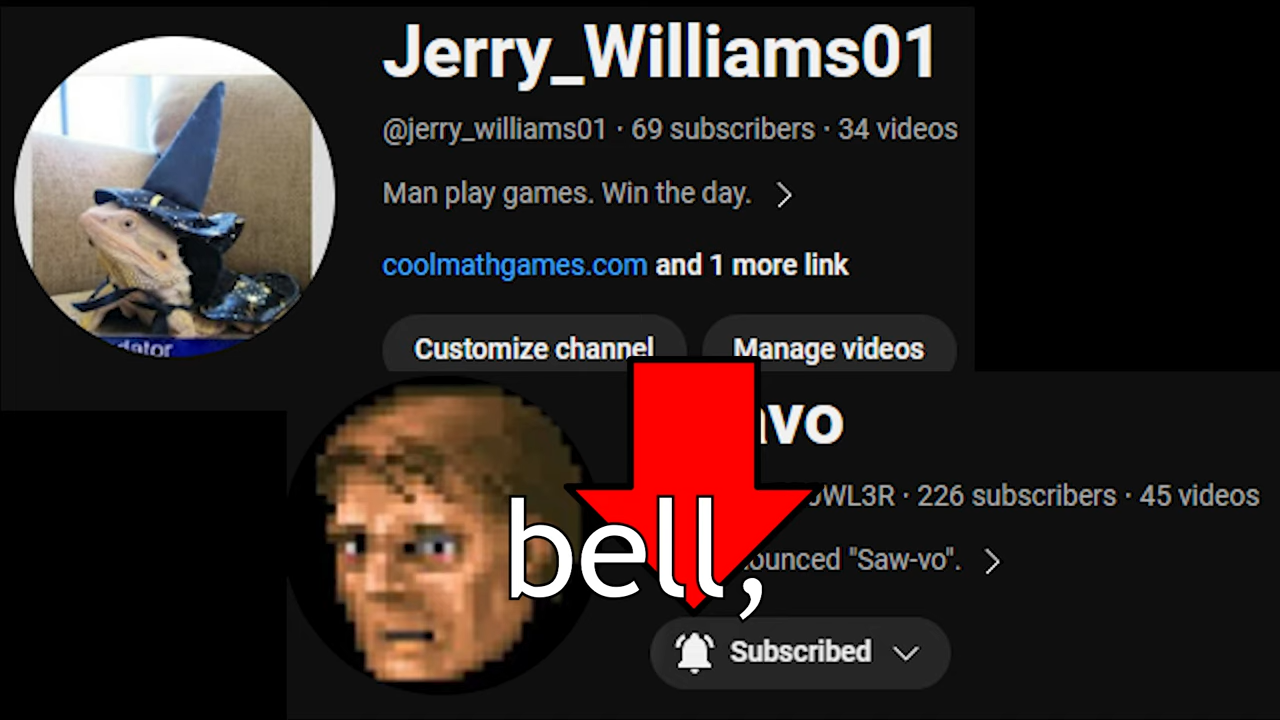 Jerry_Williams01
@jerry_williams01 · 69 subscribers · 34 videos
Man play games. Win the day.
coolmathgames.com and 1 more link
Customize channel
Manage videos
avo
WL3R · 226 subscribers · 45 videos
ounced "Saw-vo".
bell,
Subscribed